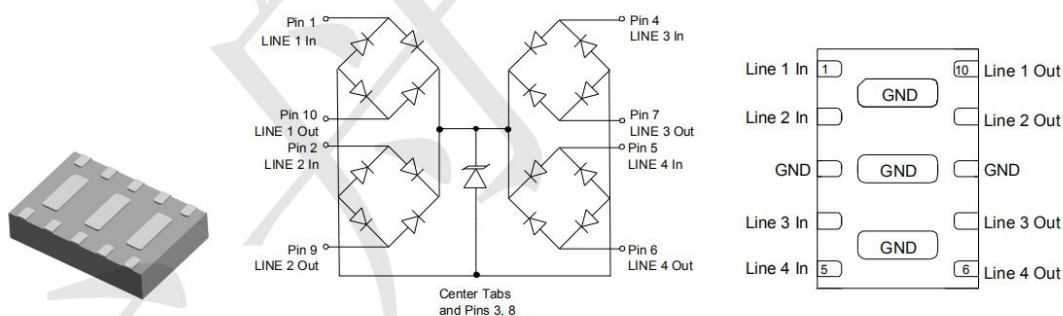 Pin 1
LINE 1 In
Pin 10
LINE 1 Out
Pin 2
LINE 2 In
Pin 9
LINE 2 Out
Pin 4
LINE 3 In
Pin 7
LINE 3 Out
Pin 5
LINE 4 In
Pin 6
LINE 4 Out
Center Tabs
and Pins 3, 8
Line 1 In 1 10 Line 1 Out
GND
Line 2 In Line 2 Out
GND GND GND
Line 3 In Line 3 Out
GND
Line 4 In 5 6 Line 4 Out